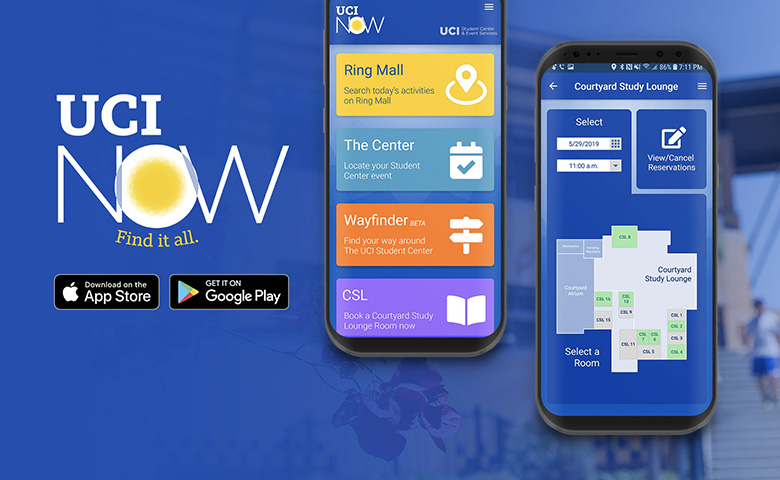 UCI
NOW
Find it all.
Download on the
App Store
GET IT ON
Google Play
UCI
NOW
UCI Student Center
& Event Services
Ring Mall
Search today's activities
on Ring Mall
The Center
Locate your Student
Center event
Wayfinder BETA
Find your way around
The UCI Student Center
CSL
Book a Courtyard Study
Lounge Room now
86% 7:11 PM
Courtyard Study Lounge
Select
5/29/2019
11:00 a.m.
View/Cancel
Reservations
CSL 8
Restrooms
Vending
Machines
Courtyard
Atrium
Courtyard
Study Lounge
CSL 16
CSL
10
CSL 9
CSL 15
CSL 1
CSL 2
CSL 3
CSL 4
CSL
7
CSL
6
CSL 11
CSL 5
Select a
Room